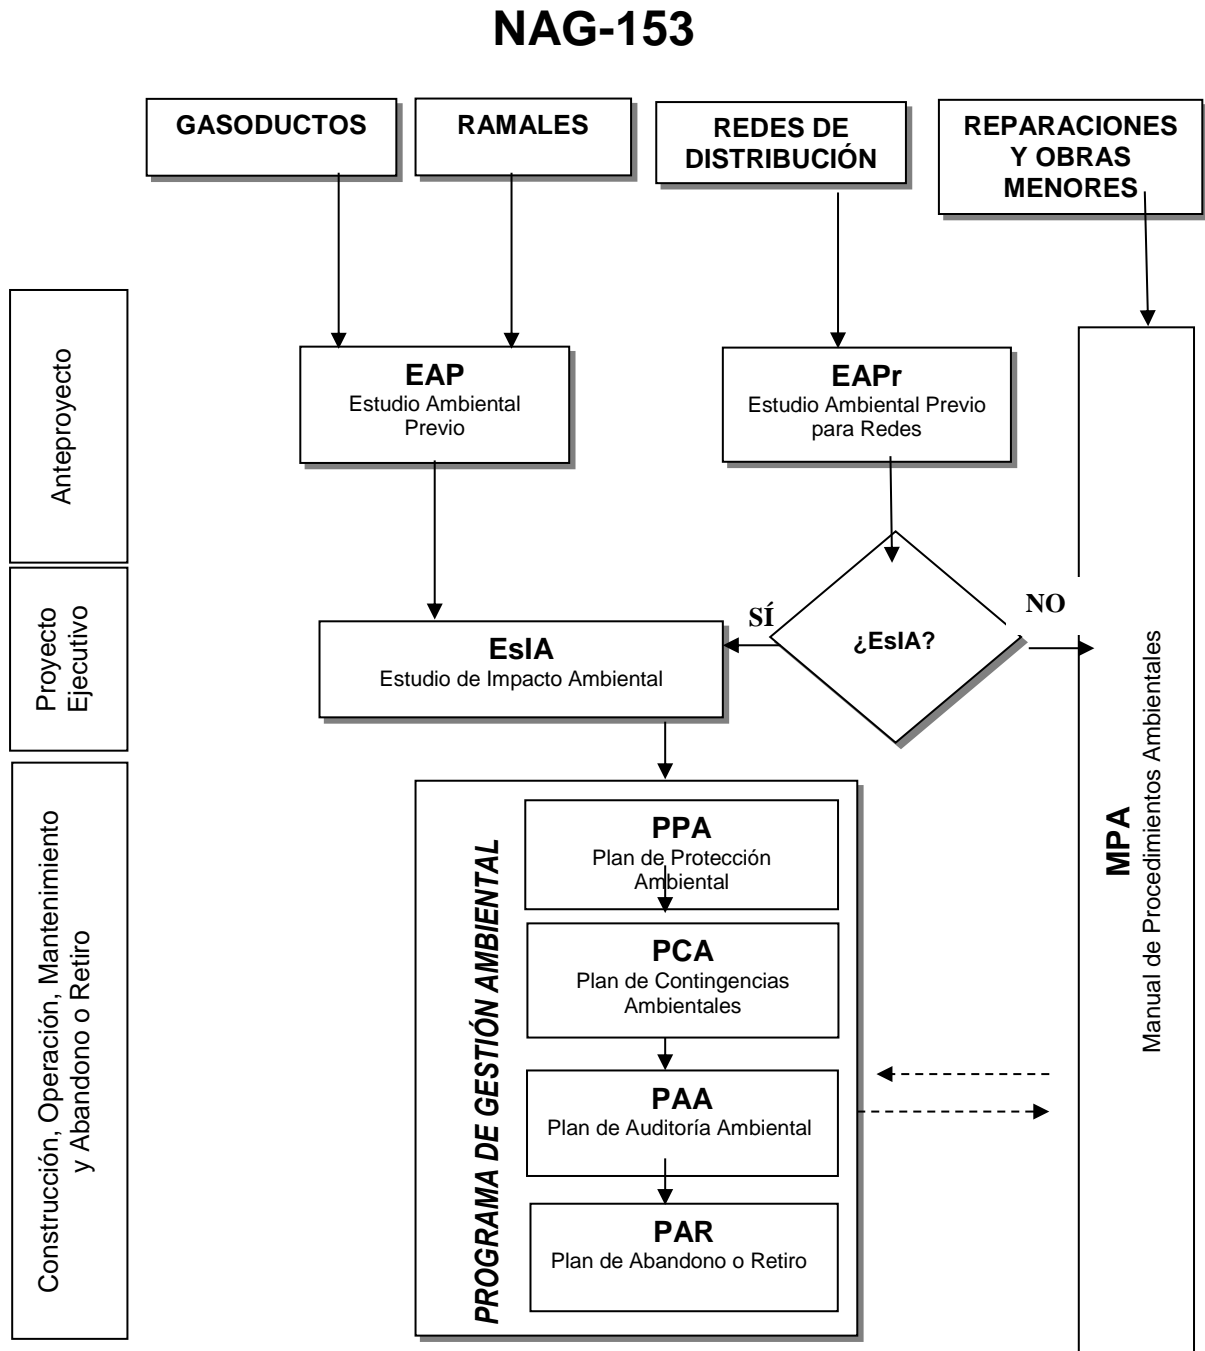 NAG-153
GASODUCTOS
RAMALES
REDES DE
DISTRIBUCIÓN
REPARACIONES
Y OBRAS
MENORES
Anteproyecto
EAP
Estudio Ambiental
Previo
EAPr
Estudio Ambiental Previo
para Redes
Proyecto
Ejecutivo
EsIA
Estudio de Impacto Ambiental
SÍ
¿EsIA?
NO
MPA
Manual de Procedimientos Ambientales
Construcción, Operación, Mantenimiento
y Abandono o Retiro
PROGRAMA DE GESTIÓN AMBIENTAL
PPA
Plan de Protección
Ambiental
PCA
Plan de Contingencias
Ambientales
PAA
Plan de Auditoría Ambiental
PAR
Plan de Abandono o Retiro